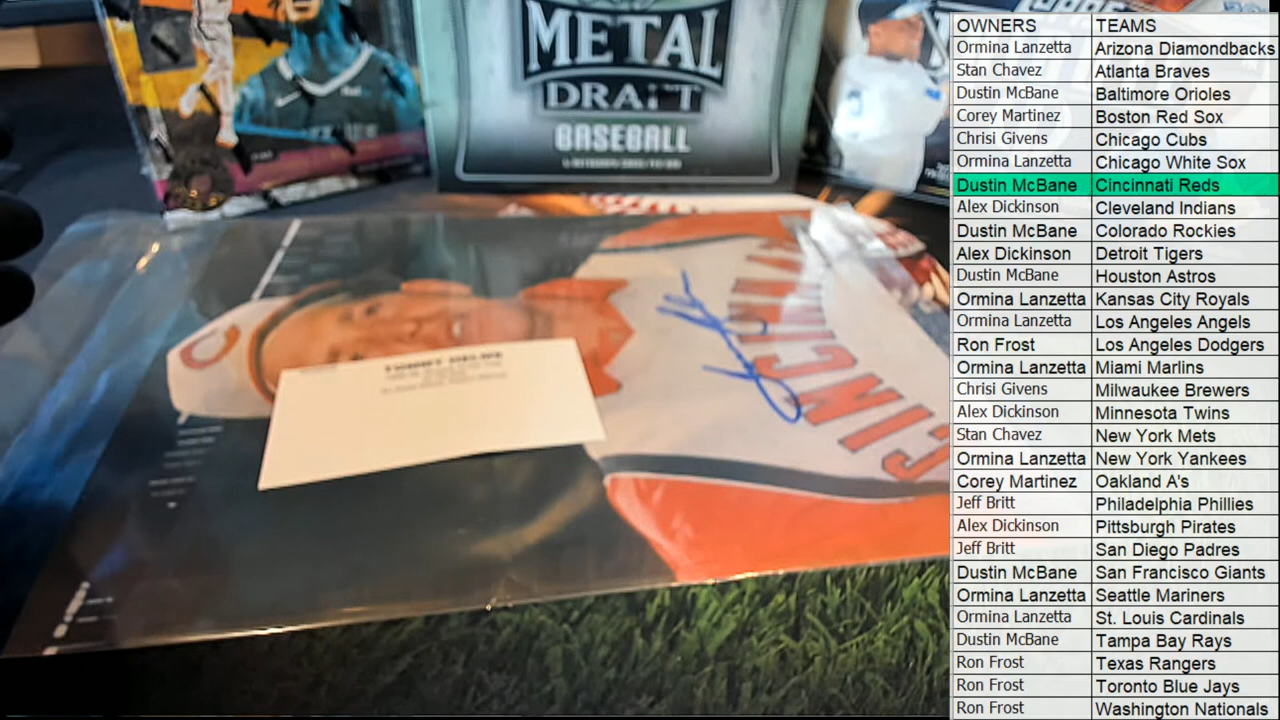 METAL
DRAFT
BASEBALL
TOMMY HELMS
C
CINCINNATI
OWNERS TEAMS
Ormina Lanzetta Arizona Diamondbacks
Stan Chavez Atlanta Braves
Dustin McBane Baltimore Orioles
Corey Martinez Boston Red Sox
Chrisi Givens Chicago Cubs
Ormina Lanzetta Chicago White Sox
Dustin McBane Cincinnati Reds
Alex Dickinson Cleveland Indians
Dustin McBane Colorado Rockies
Alex Dickinson Detroit Tigers
Dustin McBane Houston Astros
Ormina Lanzetta Kansas City Royals
Ormina Lanzetta Los Angeles Angels
Ron Frost Los Angeles Dodgers
Ormina Lanzetta Miami Marlins
Chrisi Givens Milwaukee Brewers
Alex Dickinson Minnesota Twins
Stan Chavez New York Mets
Ormina Lanzetta New York Yankees
Corey Martinez Oakland A's
Jeff Britt Philadelphia Phillies
Alex Dickinson Pittsburgh Pirates
Jeff Britt San Diego Padres
Dustin McBane San Francisco Giants
Ormina Lanzetta Seattle Mariners
Ormina Lanzetta St. Louis Cardinals
Dustin McBane Tampa Bay Rays
Ron Frost Texas Rangers
Ron Frost Toronto Blue Jays
Ron Frost Washington Nationals